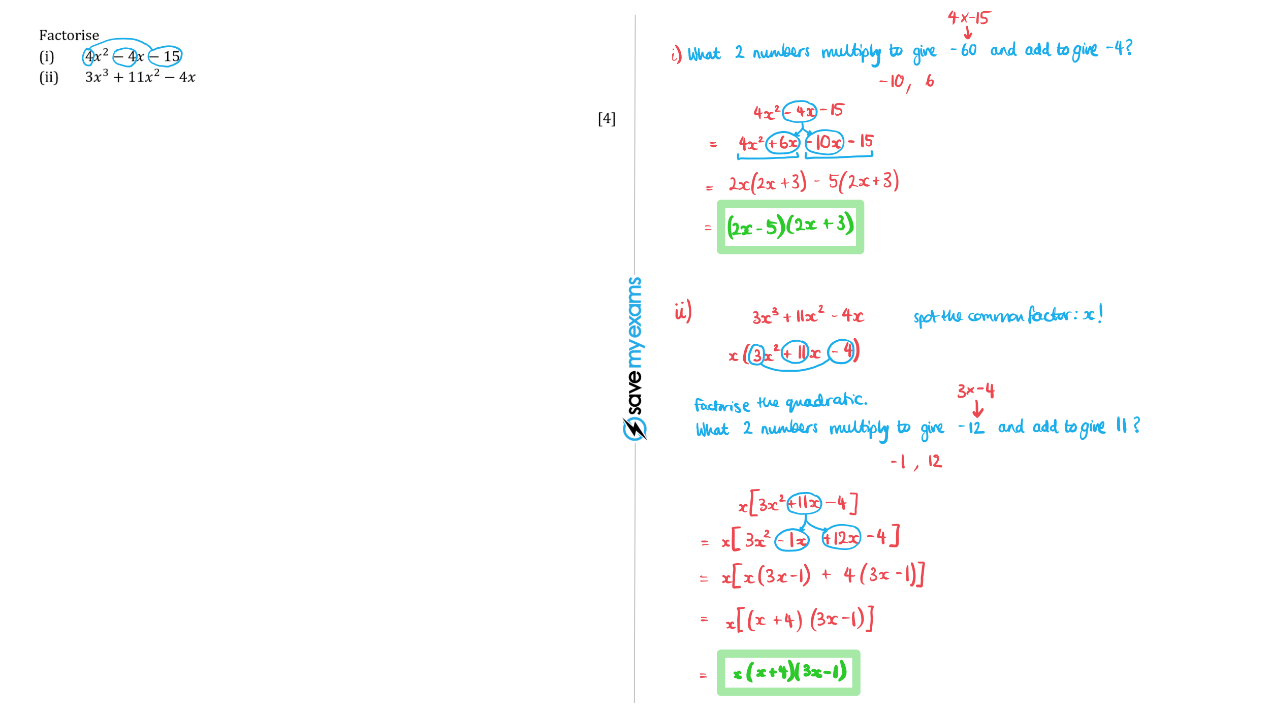 Factorise
(i) 4x² − 4x − 15
(ii) 3x³ + 11x² − 4x
[4]
save my exams
4×-15
i) What 2 numbers multiply to give -60 and add to give -4?
-10, 6
4x² - 4x - 15
= 4x² + 6x - 10x - 15
= 2x(2x+3) - 5(2x+3)
= (2x-5)(2x+3)
ii) 3x³ + 11x² - 4x spot the common factor: x!
x(3x² + 11x - 4)
3×-4
Factorise the quadratic.
What 2 numbers multiply to give -12 and add to give 11?
-1, 12
x[3x² + 11x - 4]
= x[3x² - 1x + 12x - 4]
= x[x(3x-1) + 4(3x-1)]
= x[(x+4)(3x-1)]
= x(x+4)(3x-1)